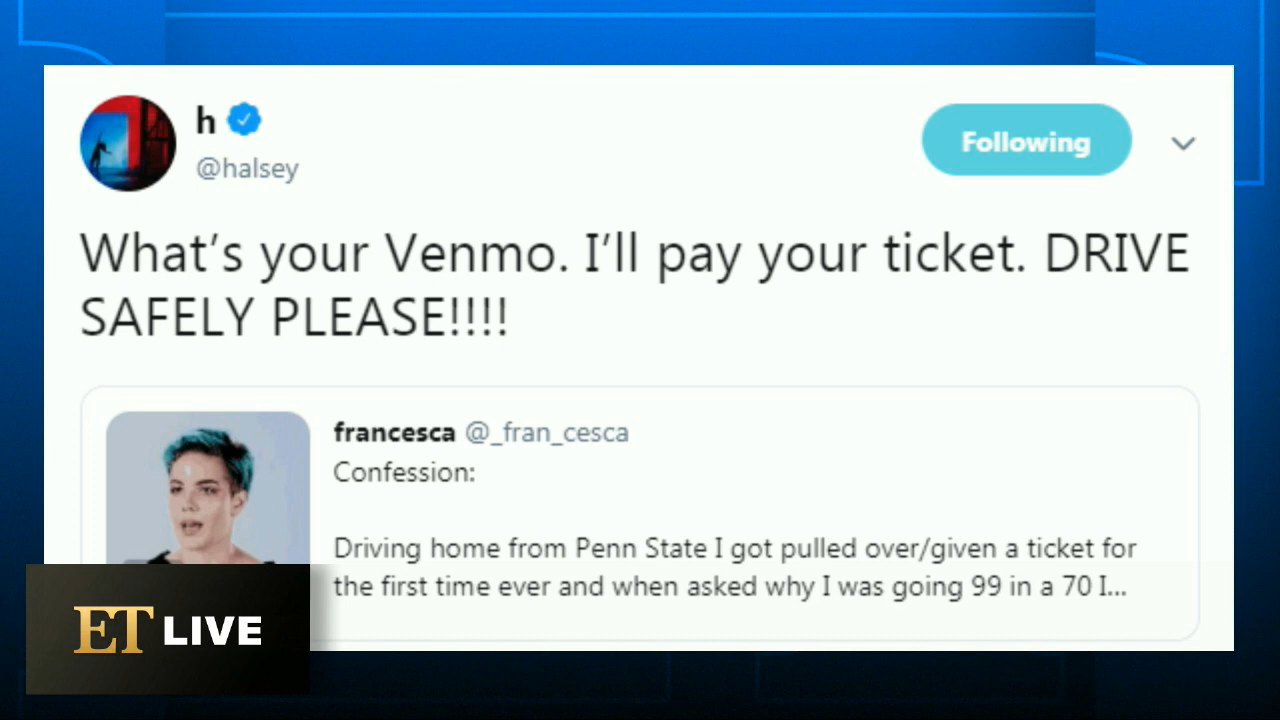 h
@halsey
Following
What's your Venmo. I'll pay your ticket. DRIVE
SAFELY PLEASE!!!!
francesca @_fran_cesca
Confession:
Driving home from Penn State I got pulled over/given a ticket for
the first time ever and when asked why I was going 99 in a 70 I...
ET LIVE